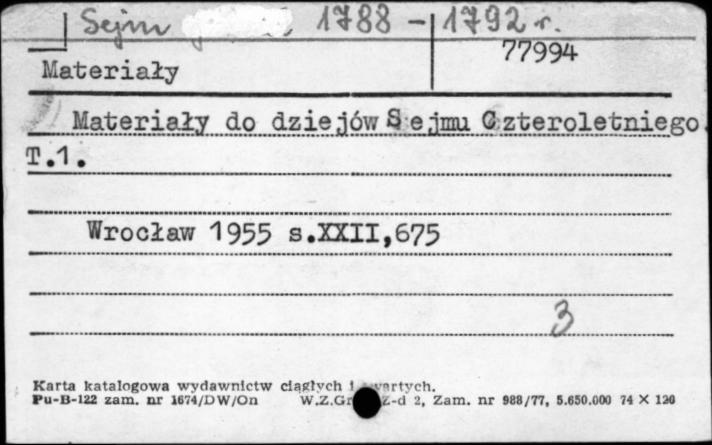 Sejm 1788 - 1792 r.
77994
Materiały
Materiały do dziejów Sejmu Czteroletniego.
T.1.
Wrocław 1955 s.XXII,675
3
Karta katalogowa wydawnictw ciągłych i zwartych.
Pu-B-122 zam. nr 1674/DW/On W.Z.Gr Z-d 2, Zam. nr 988/77, 5.650.000 74 X 120